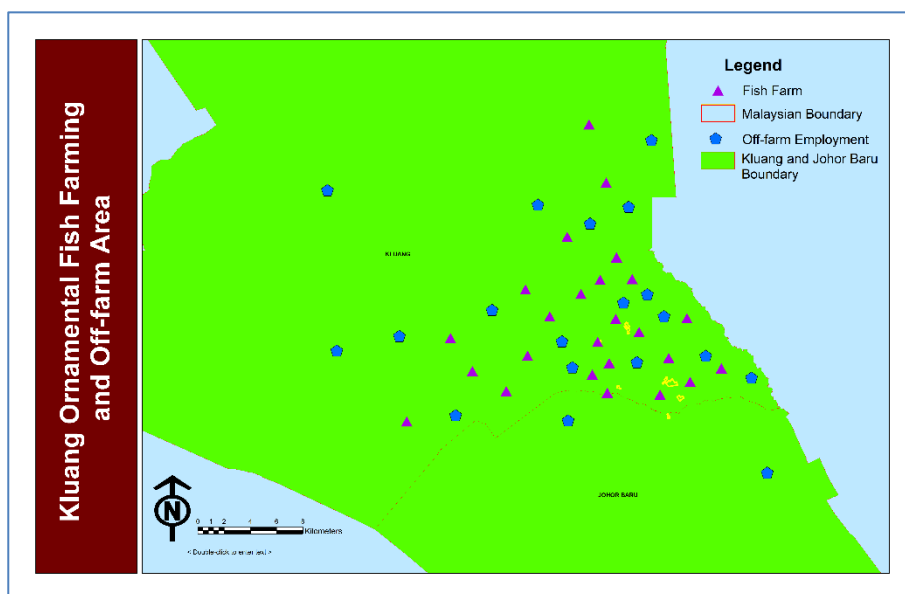 Kluang Ornamental Fish Farming
and Off-farm Area
Legend
Fish Farm
Malaysian Boundary
Off-farm Employment
Kluang and Johor Baru
Boundary
KLUANG
JOHOR BARU
N
0 1 2 4 6 8
Kilometers
< Double-click to enter text >